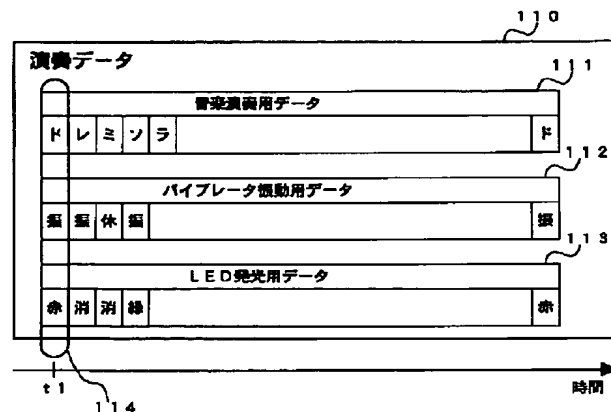 110
演奏データ
111
音楽演奏用データ
ド レ ミ ソ ラ ド
112
バイブレータ振動用データ
振 振 休 振 振
113
LED発光用データ
赤 消 消 緑 赤
t1
時間
114